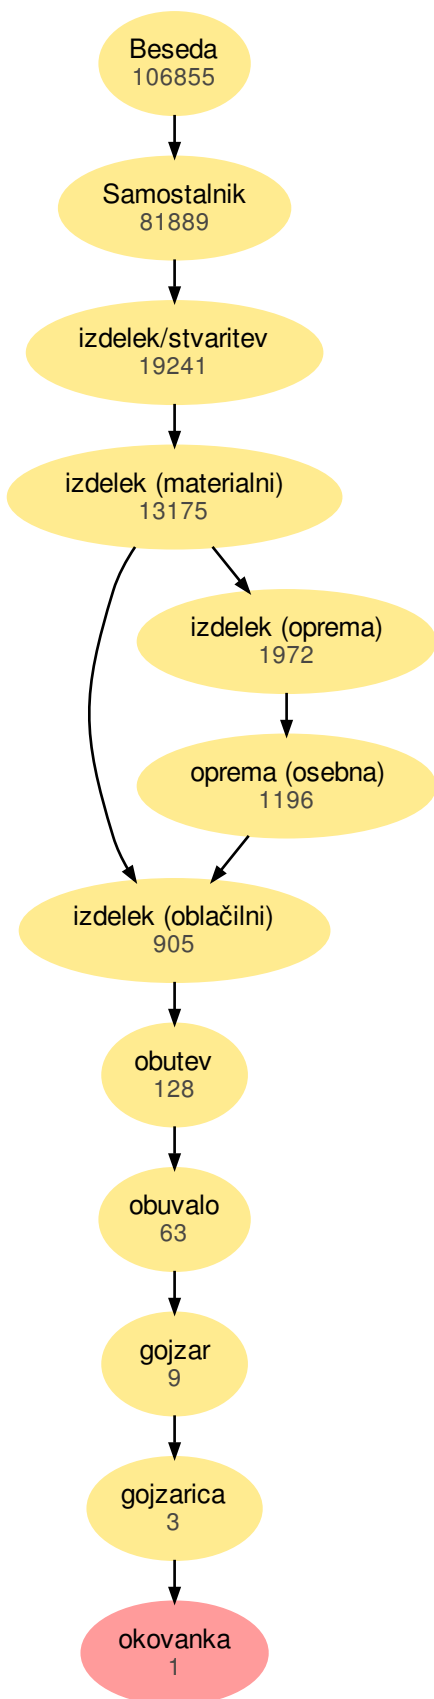 Beseda
106855
Samostalnik
81889
izdelek/stvaritev
19241
izdelek (materialni)
13175
izdelek (oprema)
1972
oprema (osebna)
1196
izdelek (oblačilni)
905
obutev
128
obuvalo
63
gojzar
9
gojzarica
3
okovanka
1